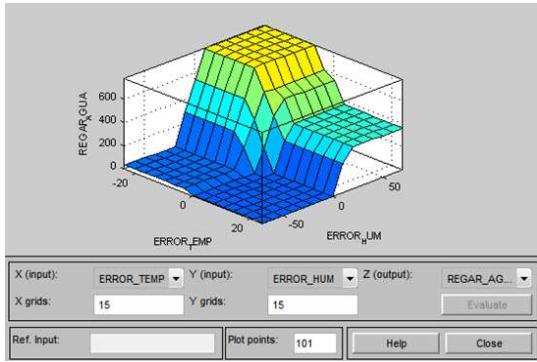 600
400
200
0
REGAR_AGUA
-20
0
20
ERROR_TEMP
-50
0
50
ERROR_HUM
X (input): ERROR_TEMP Y (input): ERROR_HUM Z (output): REGAR_AG...
X grids: 15 Y grids: 15 Evaluate
Ref. Input: Plot points: 101 Help Close